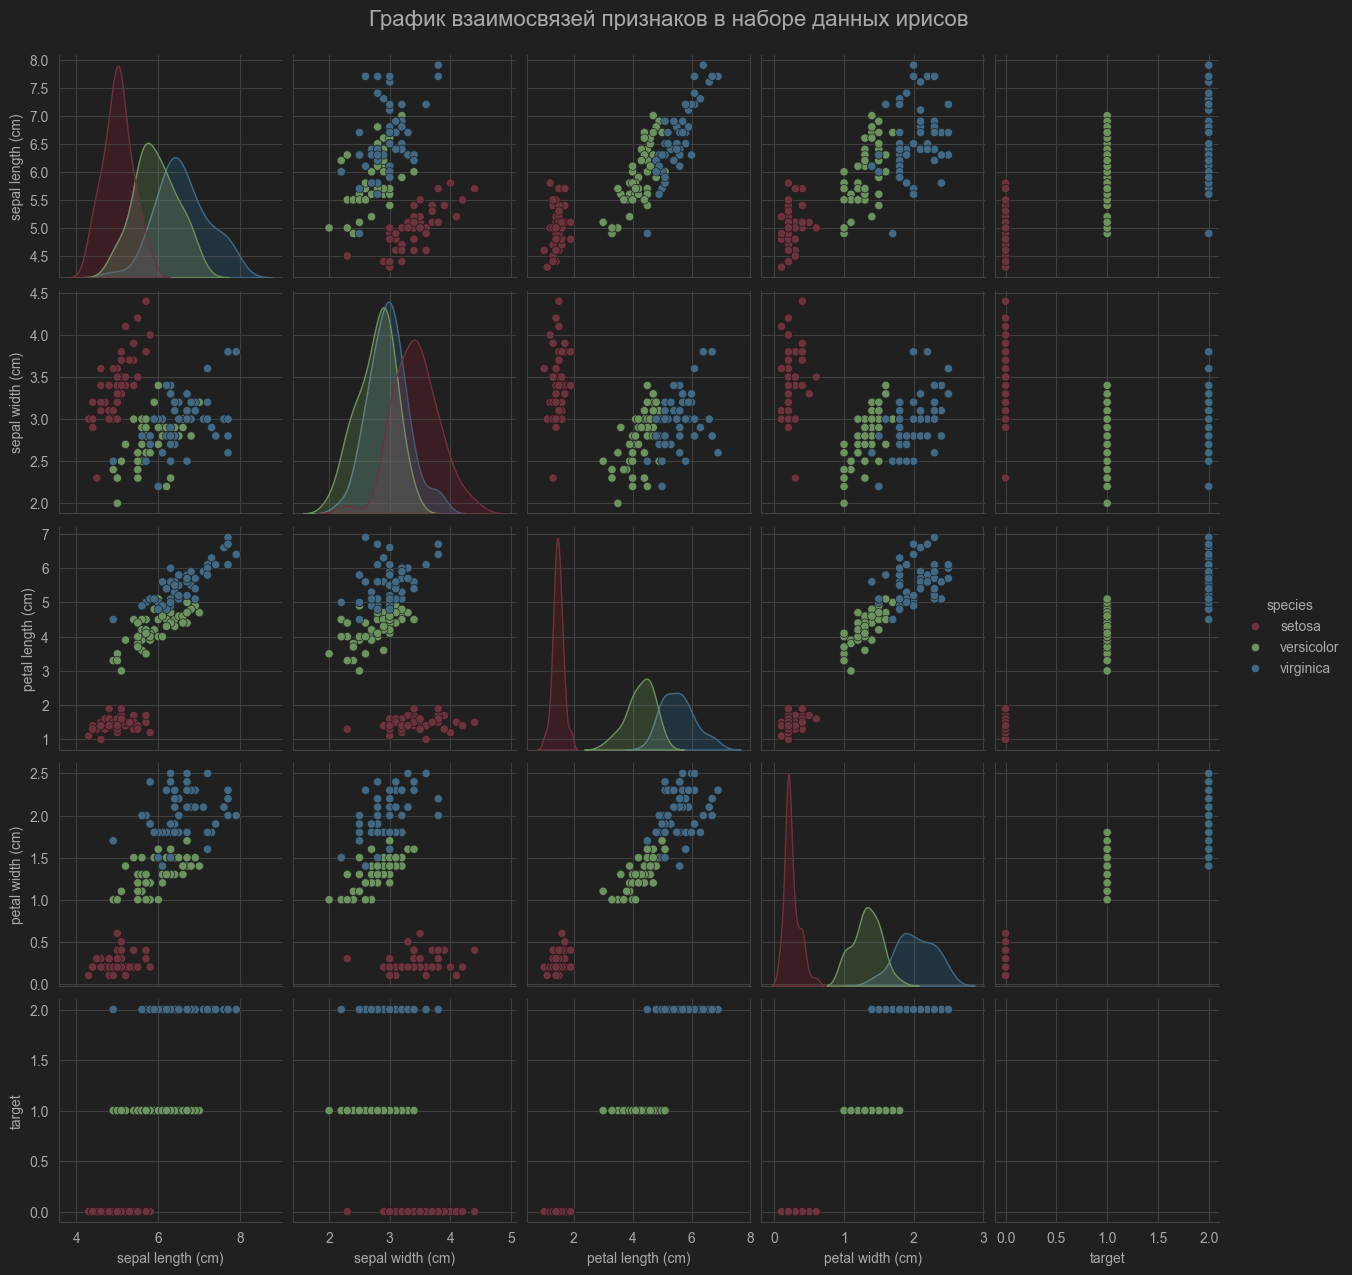 График взаимосвязей признаков в наборе данных ирисов
8.0
7.5
7.0
6.5
6.0
5.5
5.0
4.5
sepal length (cm)
4.5
4.0
3.5
3.0
2.5
2.0
sepal width (cm)
7
6
5
4
3
2
1
petal length (cm)
2.5
2.0
1.5
1.0
0.5
0.0
petal width (cm)
2.0
1.5
1.0
0.5
0.0
target
4 6 8
sepal length (cm)
2 3 4 5
sepal width (cm)
2 4 6 8
petal length (cm)
0 1 2 3
petal width (cm)
0.0 0.5 1.0 1.5 2.0
target
species
setosa
versicolor
virginica